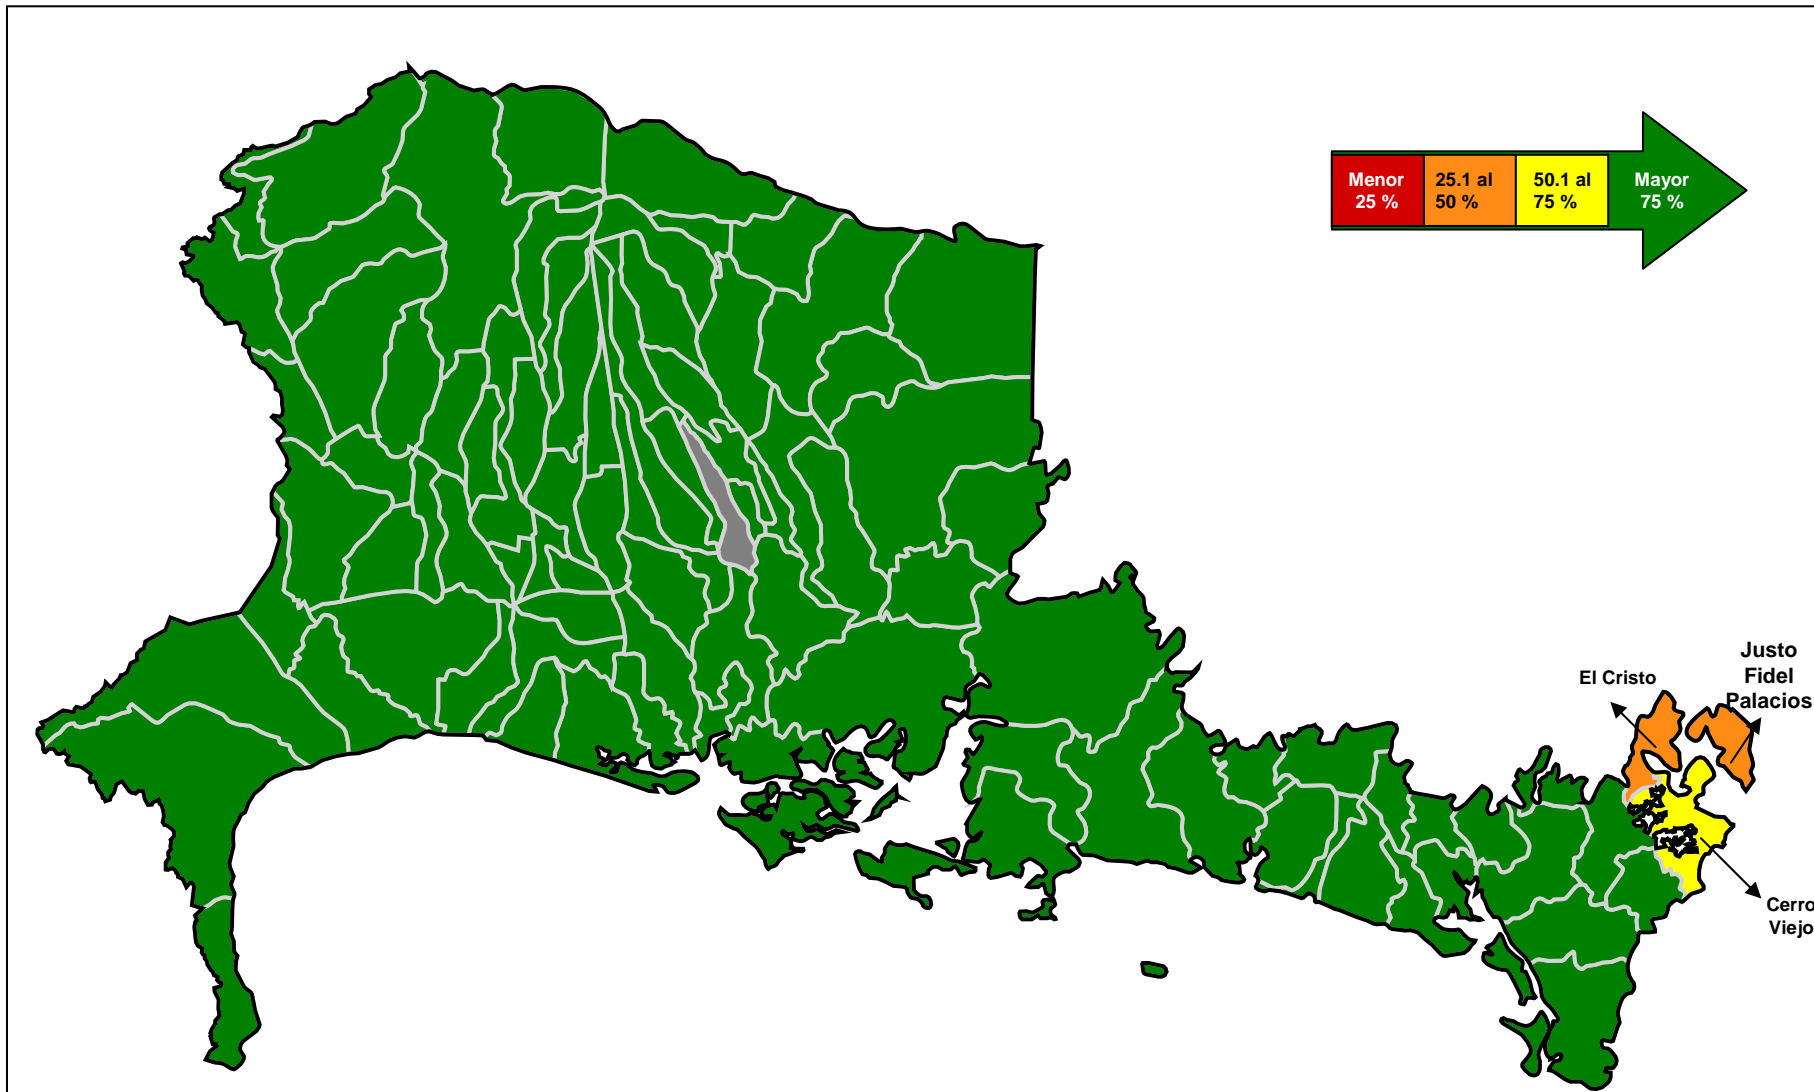 Menor
25 %
25.1 al
50 %
50.1 al
75 %
Mayor
75 %
El Cristo
Justo
Fidel
Palacios
Cerro
Viejo